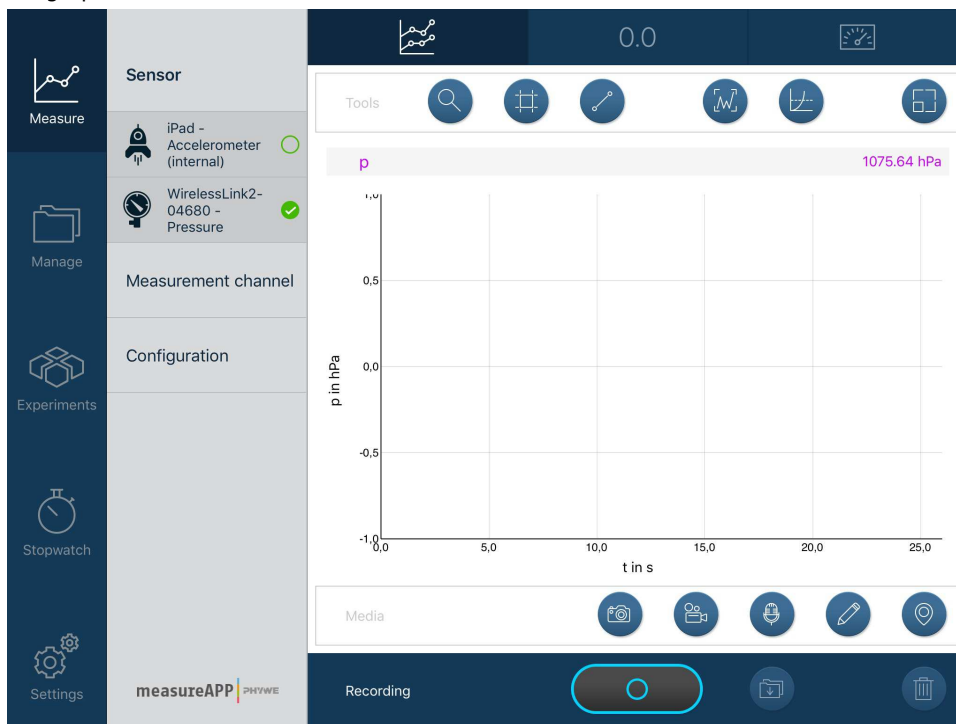 Measure
Manage
Experiments
Stopwatch
Settings
Sensor
iPad -
Accelerometer
(internal)
WirelessLink2-
04680 -
Pressure
Measurement channel
Configuration
measureAPP PHYWE
0.0
Tools
p
1075.64 hPa
1,0
0,5
0,0
-0,5
-1,0
p in hPa
0,0 5,0 10,0 15,0 20,0 25,0
t in s
Media
Recording